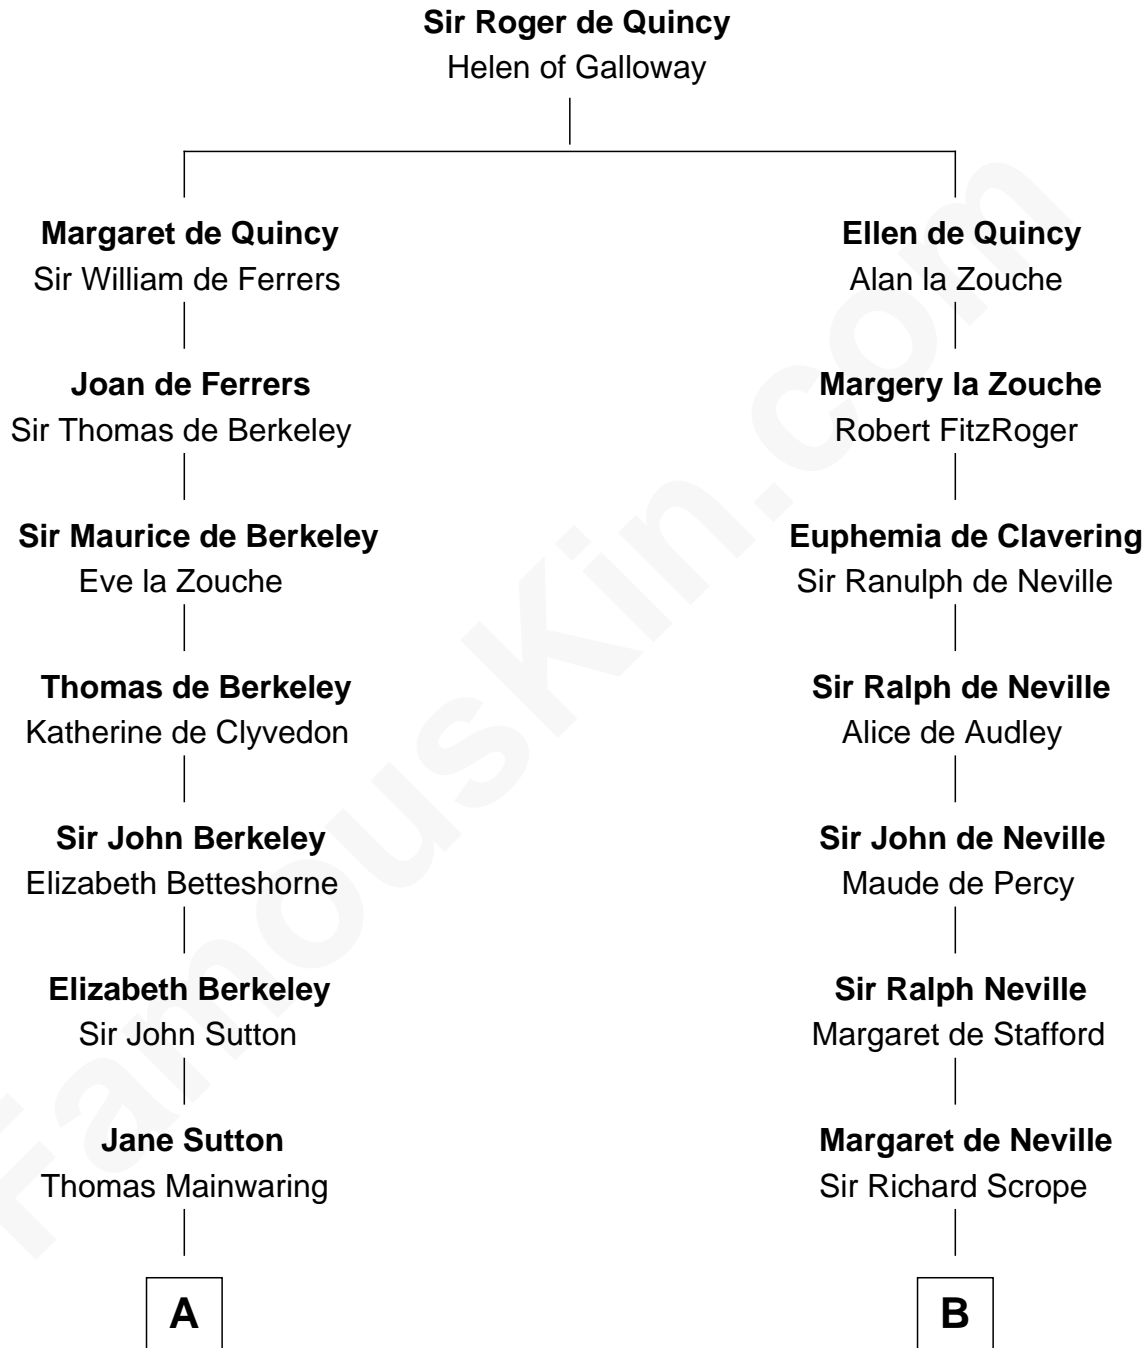 Sir Roger de Quincy
Helen of Galloway
Margaret de Quincy
Sir William de Ferrers
Ellen de Quincy
Alan la Zouche
Joan de Ferrers
Sir Thomas de Berkeley
Margery la Zouche
Robert FitzRoger
Sir Maurice de Berkeley
Eve la Zouche
Euphemia de Clavering
Sir Ranulph de Neville
Thomas de Berkeley
Katherine de Clyvedon
Sir Ralph de Neville
Alice de Audley
Sir John Berkeley
Elizabeth Betteshorne
Sir John de Neville
Maude de Percy
Elizabeth Berkeley
Sir John Sutton
Sir Ralph Neville
Margaret de Stafford
Jane Sutton
Thomas Mainwaring
Margaret de Neville
Sir Richard Scrope
A
B
FamousKin.com